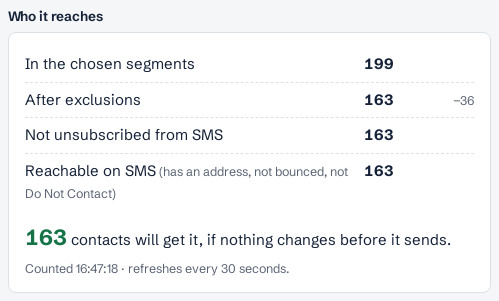 Who it reaches
In the chosen segments 199
After exclusions 163 −36
Not unsubscribed from SMS 163
Reachable on SMS (has an address, not bounced, not 163
Do Not Contact)
163 contacts will get it, if nothing changes before it sends.
Counted 16:47:18 · refreshes every 30 seconds.